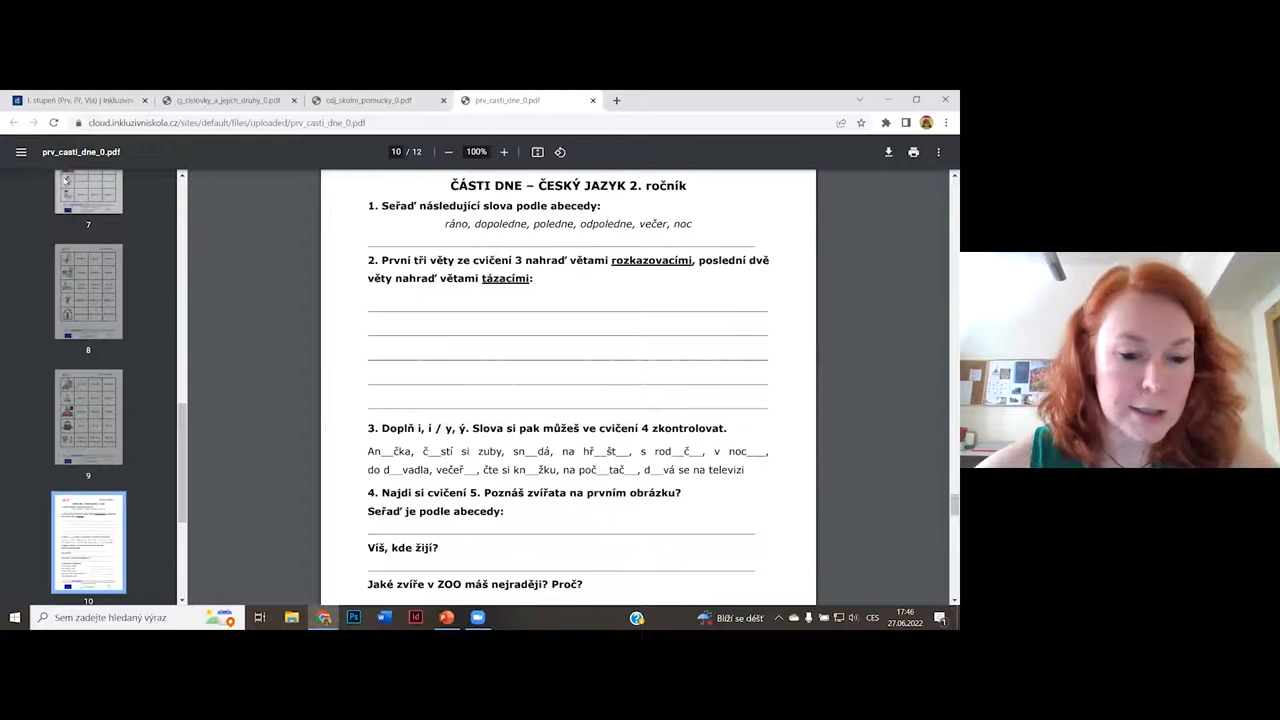 I. stupeň (Prv, Př, Vla) | Inkluzivn
cj_cislovky_a_jejich_druhy_0.pdf
cdj_skolni_pomucky_0.pdf
prv_casti_dne_0.pdf
cloud.inkluzivniskola.cz/sites/default/files/uploaded/prv_casti_dne_0.pdf
prv_casti_dne_0.pdf
10 / 12
100%
7
8
9
10
ČÁSTI DNE – ČESKÝ JAZYK 2. ročník
1. Seřaď následující slova podle abecedy:
ráno, dopoledne, poledne, odpoledne, večer, noc
2. První tři věty ze cvičení 3 nahraď větami rozkazovacími, poslední dvě
věty nahraď větami tázacími:
3. Doplň i, í / y, ý. Slova si pak můžeš ve cvičení 4 zkontrolovat.
An__čka, č__stí si zuby, sn__dá, na hř__št__, s rod__č__, v noc___,
do d__vadla, večeř__, čte si kn__žku, na poč__tač__, d__vá se na televizi
4. Najdi si cvičení 5. Poznáš zvířata na prvním obrázku?
Seřaď je podle abecedy:
Víš, kde žijí?
Jaké zvíře v ZOO máš nejraději? Proč?
Sem zadejte hledaný výraz
Ps
Id
Blíží se déšť
CES
17:46
27.06.2022